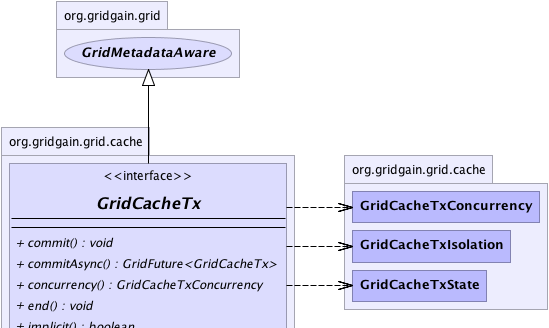 org.gridgain.grid
GridMetadataAware
org.gridgain.grid.cache
<<interface>>
GridCacheTx
+ commit() : void
+ commitAsync() : GridFuture<GridCacheTx>
+ concurrency() : GridCacheTxConcurrency
+ end() : void
+ implicit() : boolean
org.gridgain.grid.cache
GridCacheTxConcurrency
GridCacheTxIsolation
GridCacheTxState